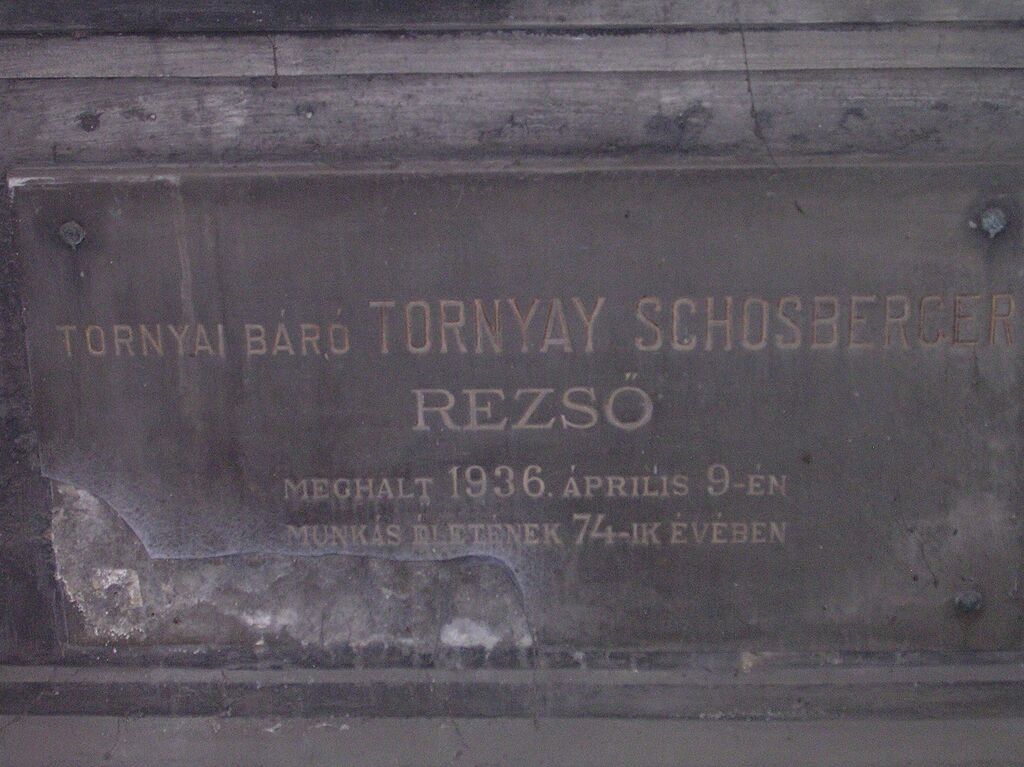 TORNYAI BÁRÓ TORNYAY SCHOSBERGER
REZSŐ
MEGHALT 1936. ÁPRILIS 9-ÉN
MUNKÁS ÉLETÉNEK 74-IK ÉVÉBEN